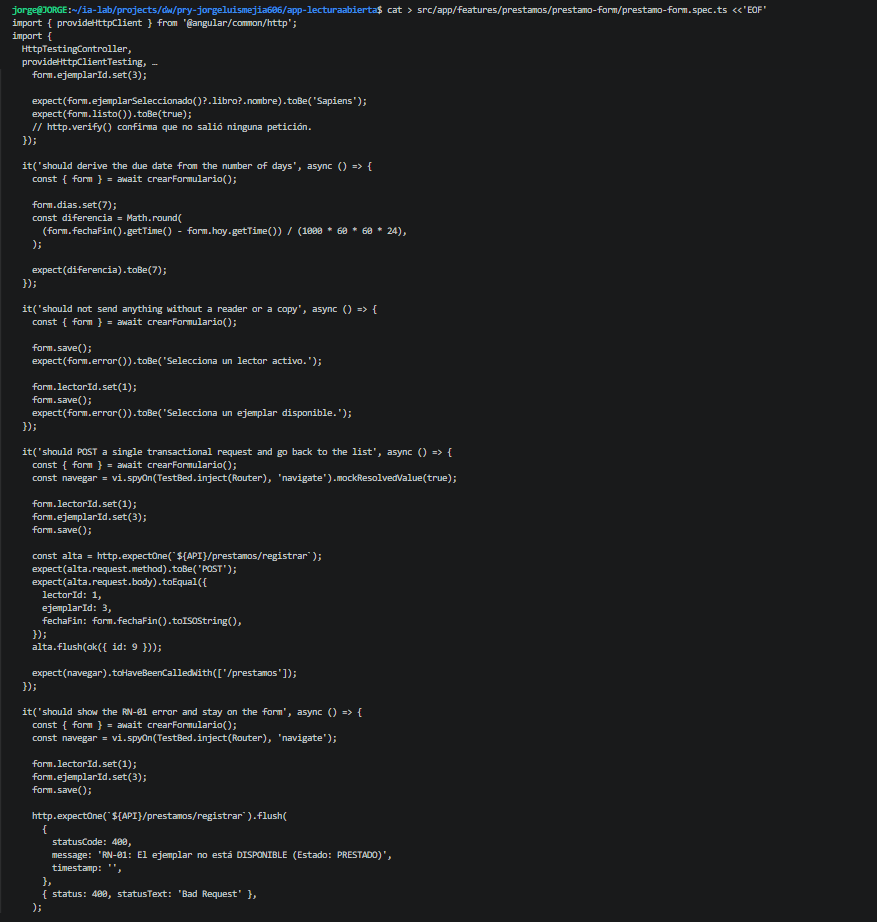 jorge@JORGE:~/ia-lab/projects/dw/pry-jorgeluismejia606/app-lecturaabierta$ cat > src/app/features/prestamos/prestamo-form/prestamo-form.spec.ts <<'EOF'
import { provideHttpClient } from '@angular/common/http';
import {
  HttpTestingController,
  provideHttpClientTesting, …
    form.ejemplarId.set(3);

    expect(form.ejemplarSeleccionado()?.libro?.nombre).toBe('Sapiens');
    expect(form.listo()).toBe(true);
    // http.verify() confirma que no salió ninguna petición.
  });

  it('should derive the due date from the number of days', async () => {
    const { form } = await crearFormulario();

    form.dias.set(7);
    const diferencia = Math.round(
      (form.fechaFin().getTime() - form.hoy.getTime()) / (1000 * 60 * 60 * 24),
    );

    expect(diferencia).toBe(7);
  });

  it('should not send anything without a reader or a copy', async () => {
    const { form } = await crearFormulario();

    form.save();
    expect(form.error()).toBe('Selecciona un lector activo.');

    form.lectorId.set(1);
    form.save();
    expect(form.error()).toBe('Selecciona un ejemplar disponible.');
  });

  it('should POST a single transactional request and go back to the list', async () => {
    const { form } = await crearFormulario();
    const navegar = vi.spyOn(TestBed.inject(Router), 'navigate').mockResolvedValue(true);

    form.lectorId.set(1);
    form.ejemplarId.set(3);
    form.save();

    const alta = http.expectOne(`${API}/prestamos/registrar`);
    expect(alta.request.method).toBe('POST');
    expect(alta.request.body).toEqual({
      lectorId: 1,
      ejemplarId: 3,
      fechaFin: form.fechaFin().toISOString(),
    });
    alta.flush(ok({ id: 9 }));

    expect(navegar).toHaveBeenCalledWith(['/prestamos']);
  });

  it('should show the RN-01 error and stay on the form', async () => {
    const { form } = await crearFormulario();
    const navegar = vi.spyOn(TestBed.inject(Router), 'navigate');

    form.lectorId.set(1);
    form.ejemplarId.set(3);
    form.save();

    http.expectOne(`${API}/prestamos/registrar`).flush(
      {
        statusCode: 400,
        message: 'RN-01: El ejemplar no está DISPONIBLE (Estado: PRESTADO)',
        timestamp: '',
      },
      { status: 400, statusText: 'Bad Request' },
    );